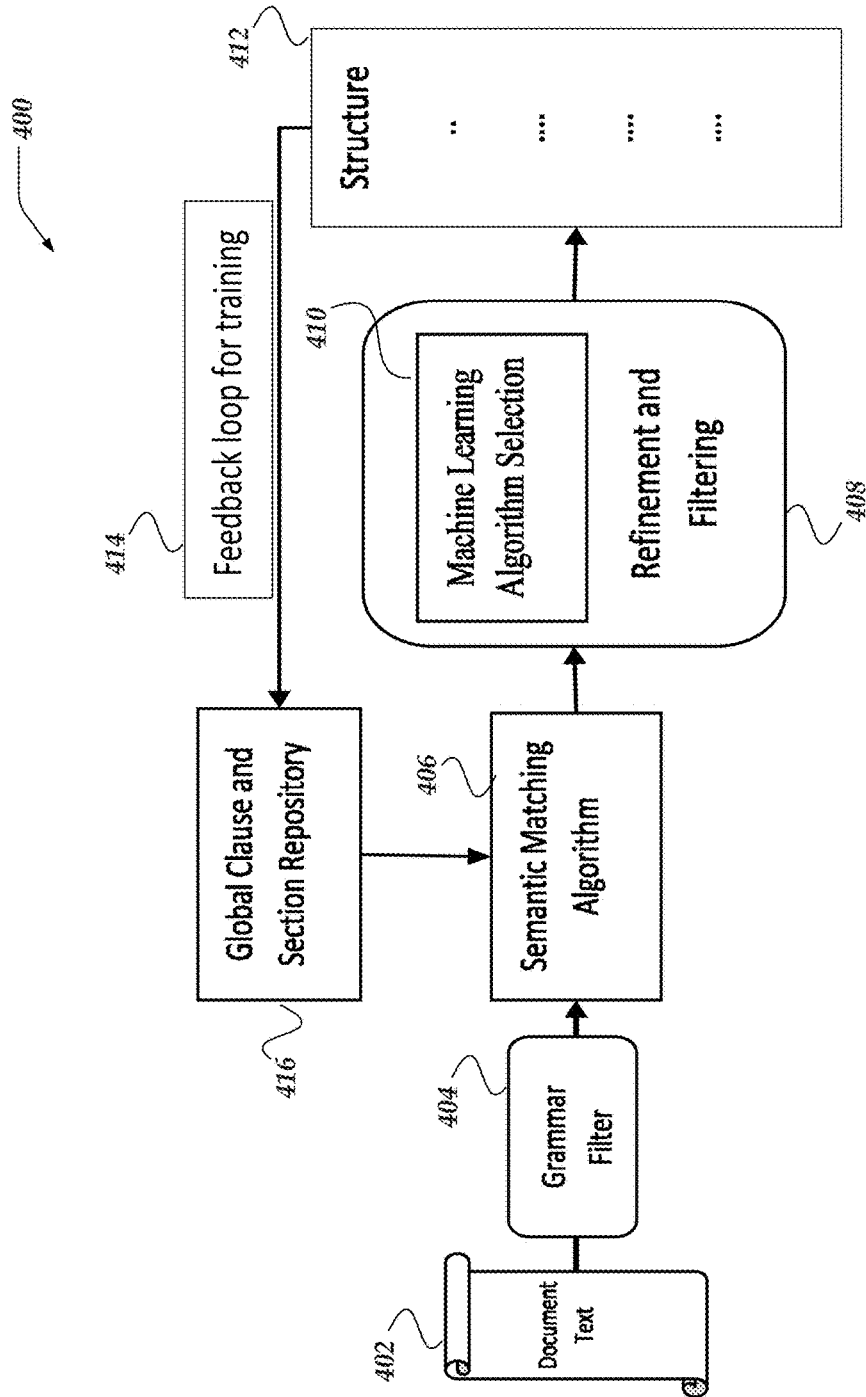 400
412
Structure
..
....
....
....
414
Feedback loop for training
410
Machine Learning
Algorithm Selection
Refinement and
Filtering
408
Global Clause and
Section Repository
416
406
Semantic Matching
Algorithm
404
Grammar
Filter
402
Document
Text